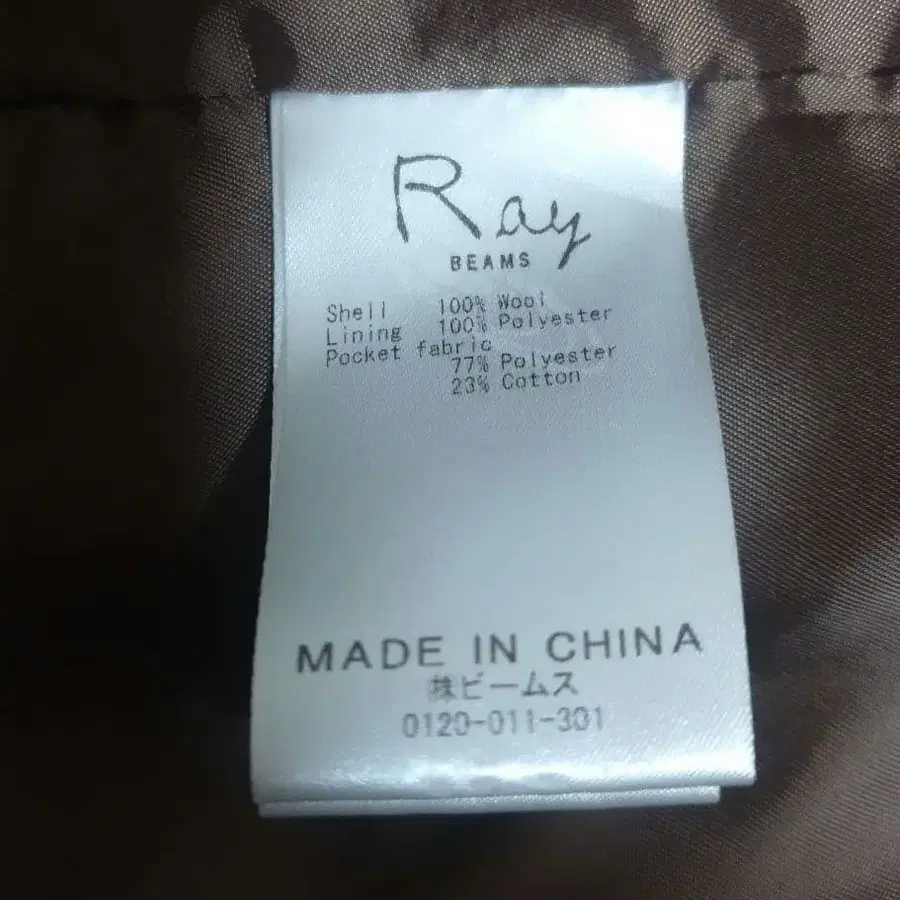 Ray
BEAMS
Shell 100% Wool
Lining 100% Polyester
Pocket fabric
77% Polyester
23% Cotton
MADE IN CHINA
㈱ビームス
0120-011-301